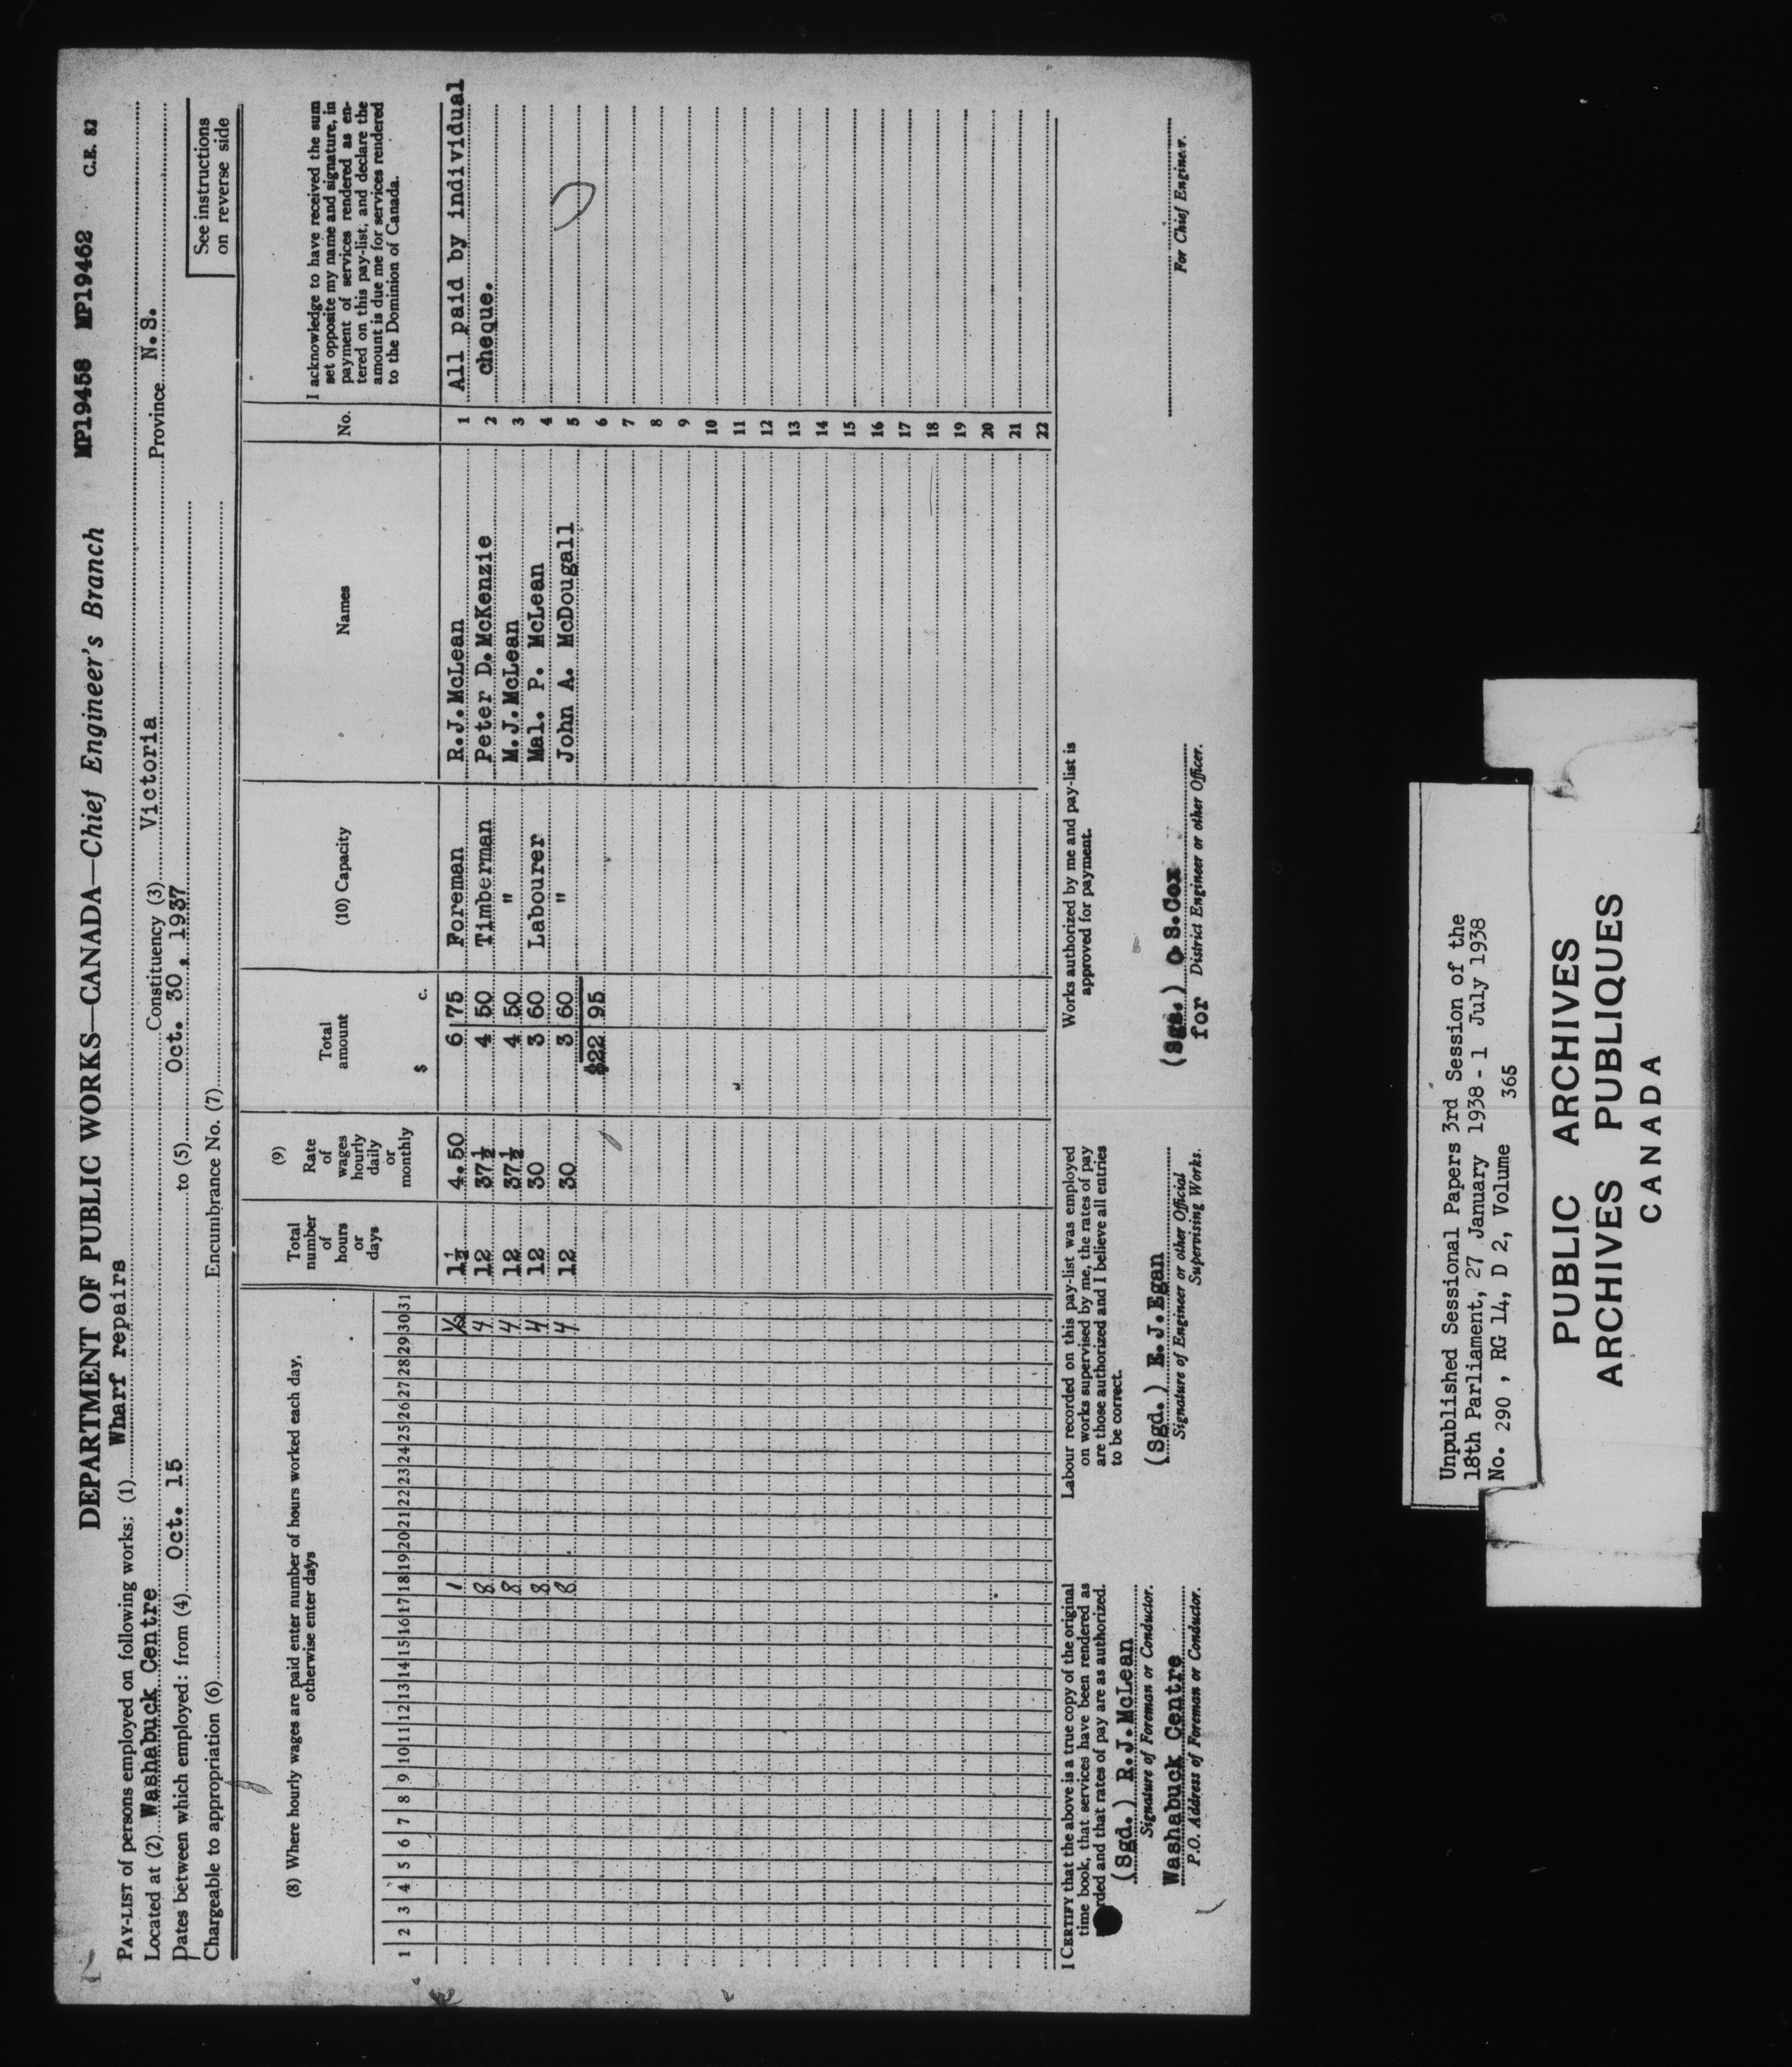 DEPARTMENT OF PUBLIC WORKS—CANADA—Chief Engineer's Branch MP19458 MP19462 C.E. 82
PAY-LIST of persons employed on following works: (1) Wharf repairs
Located at (2) Washabuck Centre Constituency (3) Victoria Province N.S.
Dates between which employed: from (4) Oct. 15 to (5) Oct. 30, 1937
Chargeable to appropriation (6) Encumbrance No. (7)
See instructions
on reverse side
(8) Where hourly wages are paid enter number of hours worked each day,
otherwise enter days
Total
number
of
hours
or
days
(9)
Rate
of
wages
hourly
daily
or
monthly
Total
amount
$ c.
(10) Capacity
Names
No.
I acknowledge to have received the sum
set opposite my name and signature, in
payment of services rendered as en-
tered on this pay-list, and declare the
amount is due me for services rendered
to the Dominion of Canada.
1 2 3 4 5 6 7 8 9 10 11 12 13 14 15 16 17 18 19 20 21 22 23 24 25 26 27 28 29 30 31
1 ½ 1½ 4.50 6 75 Foreman R.J.McLean 1 All paid by individual
8 4 12 37½ 4 50 Timberman Peter D.McKenzie 2 cheque.
8 4 12 37½ 4 50 " M.J.McLean 3
8 4 12 30 3 60 Labourer Mal. P. McLean 4
8 4 12 30 3 60 " John A. McDougall 5
$22 95 6
7
8
9
10
11
12
13
14
15
16
17
18
19
20
21
22
I CERTIFY that the above is a true copy of the original
time book, that services have been rendered as
rded and that rates of pay are as authorized.
(Sgd.) R.J.McLean
Signature of Foreman or Conductor.
Washabuck Centre
P.O. Address of Foreman or Conductor.
Labour recorded on this pay-list was employed
on works supervised by me, the rates of pay
are those authorized and I believe all entries
to be correct.
(Sgd.) E.J.Egan
Signature of Engineer or other Official
Supervising Works.
Works authorized by me and pay-list is
approved for payment.
S.Cox
for District Engineer or other Officer.
For Chief Engineer.
Unpublished Sessional Papers 3rd Session of the
18th Parliament, 27 January 1938 - 1 July 1938
No. 290 , RG 14, D 2, Volume 365
PUBLIC ARCHIVES
ARCHIVES PUBLIQUES
CANADA